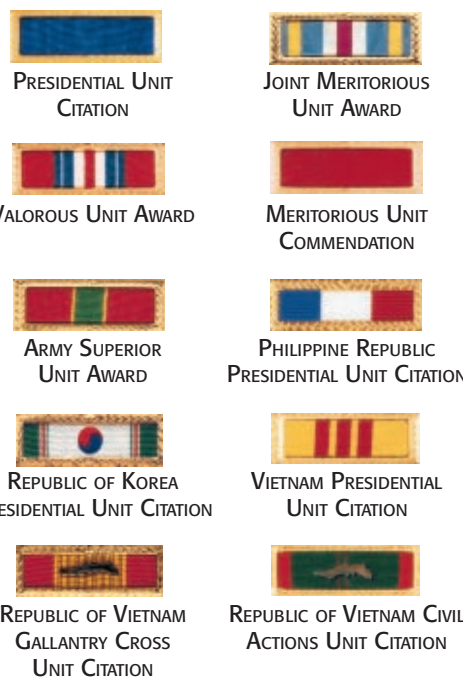 Presidential Unit
Citation
Joint Meritorious
Unit Award
Valorous Unit Award
Meritorious Unit
Commendation
Army Superior
Unit Award
Philippine Republic
Presidential Unit Citation
Republic of Korea
esidential Unit Citation
Vietnam Presidential
Unit Citation
Republic of Vietnam
Gallantry Cross
Unit Citation
Republic of Vietnam Civil
Actions Unit Citation